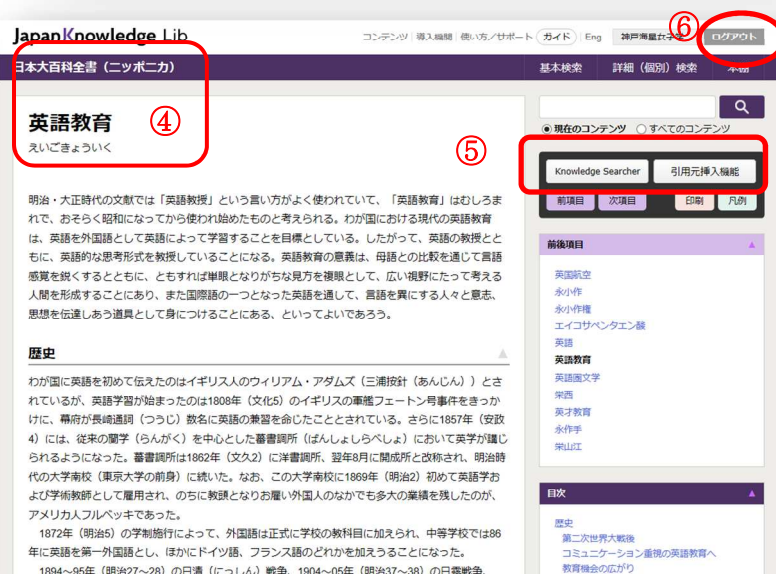 JapanKnowledge Lib
コンテンツ 導入機関 使い方／サポート ガイド Eng 神戸海星女子学 ⑥ ログアウト
日本大百科全書（ニッポニカ） 基本検索 詳細（個別）検索 本棚
英語教育 ④
えいごきょういく
現在のコンテンツ すべてのコンテンツ
⑤
Knowledge Searcher 引用元挿入機能
前項目 次項目 印刷 凡例
明治・大正時代の文献では「英語教授」という言い方がよく使われていて、「英語教育」はむしろま
れで、おそらく昭和になってから使われ始めたものと考えられる。わが国における現代の英語教育
は、英語を外国語として英語によって学習することを目標としている。したがって、英語の教授とと
もに、英語的な思考形式を教授していることになる。英語教育の意義は、母語との比較を通じて言語
感覚を鋭くするとともに、ともすれば単眼となりがちな見方を複眼として、広い視野にたって考える
人間を形成することにあり、また国際語の一つとなった英語を通して、言語を異にする人々と意志、
思想を伝達しあう道具として身につけることにある、といってよいであろう。
歴史
わが国に英語を初めて伝えたのはイギリス人のウィリアム・アダムズ（三浦按針（あんじん））とさ
れているが、英語学習が始まったのは1808年（文化5）のイギリスの軍艦フェートン号事件をきっか
けに、幕府が長崎通詞（つうじ）数名に英語の兼習を命じたこととされている。さらに1857年（安政
4）には、従来の蘭学（らんがく）を中心とした蕃書調所（ばんしょしらべしょ）において英学が講じ
られるようになった。蕃書調所は1862年（文久2）に洋書調所、翌年8月に開成所と改称され、明治時
代の大学南校（東京大学の前身）に続いた。なお、この大学南校に1869年（明治2）初めて英語学お
よび学術教師として雇用され、のちに教頭となりお雇い外国人のなかでも多大の業績を残したのが、
アメリカ人フルベッキであった。
1872年（明治5）の学制施行によって、外国語は正式に学校の教科目に加えられ、中等学校では86
年に英語を第一外国語とし、ほかにドイツ語、フランス語のどれかを加えうることになった。
1894～95年（明治27～28）の日清（にっしん）戦争、1904～05年（明治37～38）の日露戦争、
前後項目
英国航空
永小作
永小作権
エイコサペンタエン酸
英語
英語教育
英語圏文学
栄西
英才教育
永作手
栄山江
目次
歴史
第二次世界大戦後
コミュニケーション重視の英語教育へ
教育機会の広がり